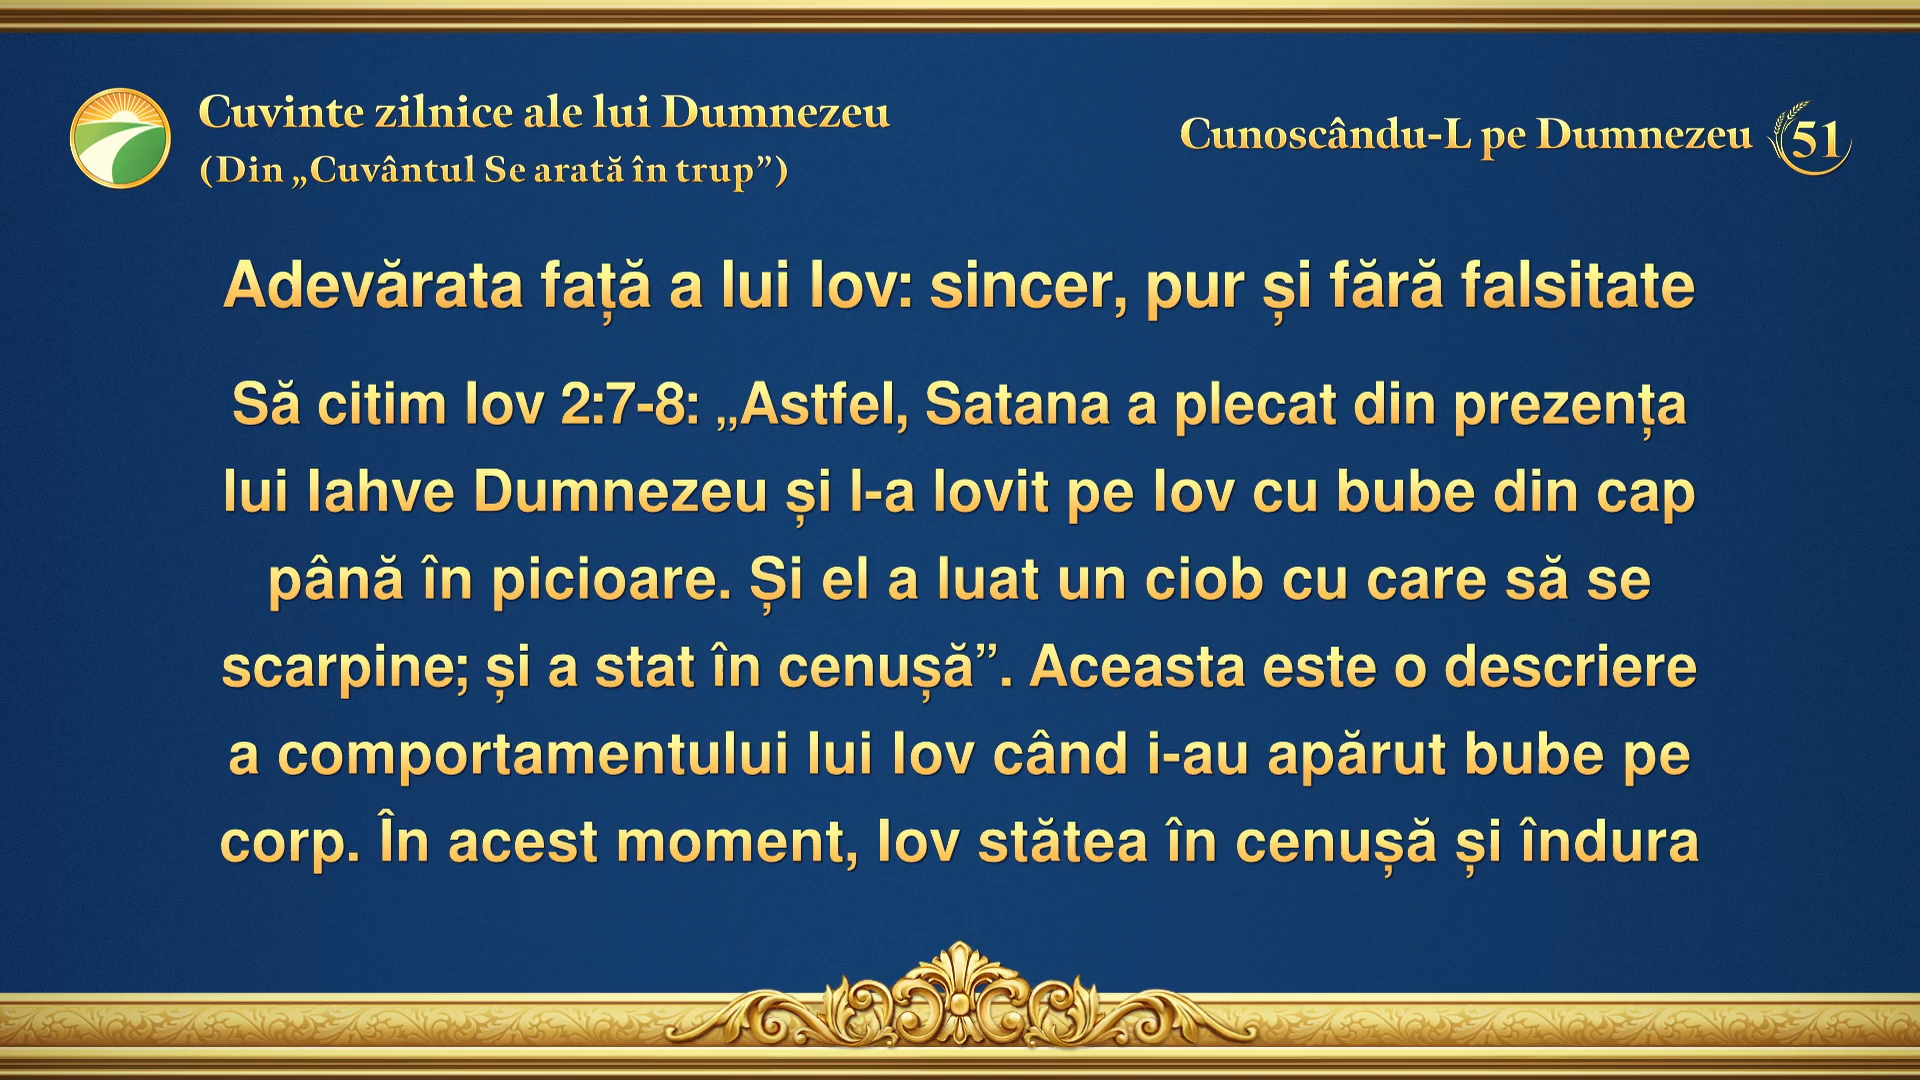 Cuvinte zilnice ale lui Dumnezeu
(Din „Cuvântul Se arată în trup”)
Cunoscându-L pe Dumnezeu 51
Adevărata față a lui Iov: sincer, pur și fără falsitate
Să citim Iov 2:7-8: „Astfel, Satana a plecat din prezența
lui Iahve Dumnezeu și l-a lovit pe Iov cu bube din cap
până în picioare. Și el a luat un ciob cu care să se
scarpine; și a stat în cenușă”. Aceasta este o descriere
a comportamentului lui Iov când i-au apărut bube pe
corp. În acest moment, Iov stătea în cenușă și îndura